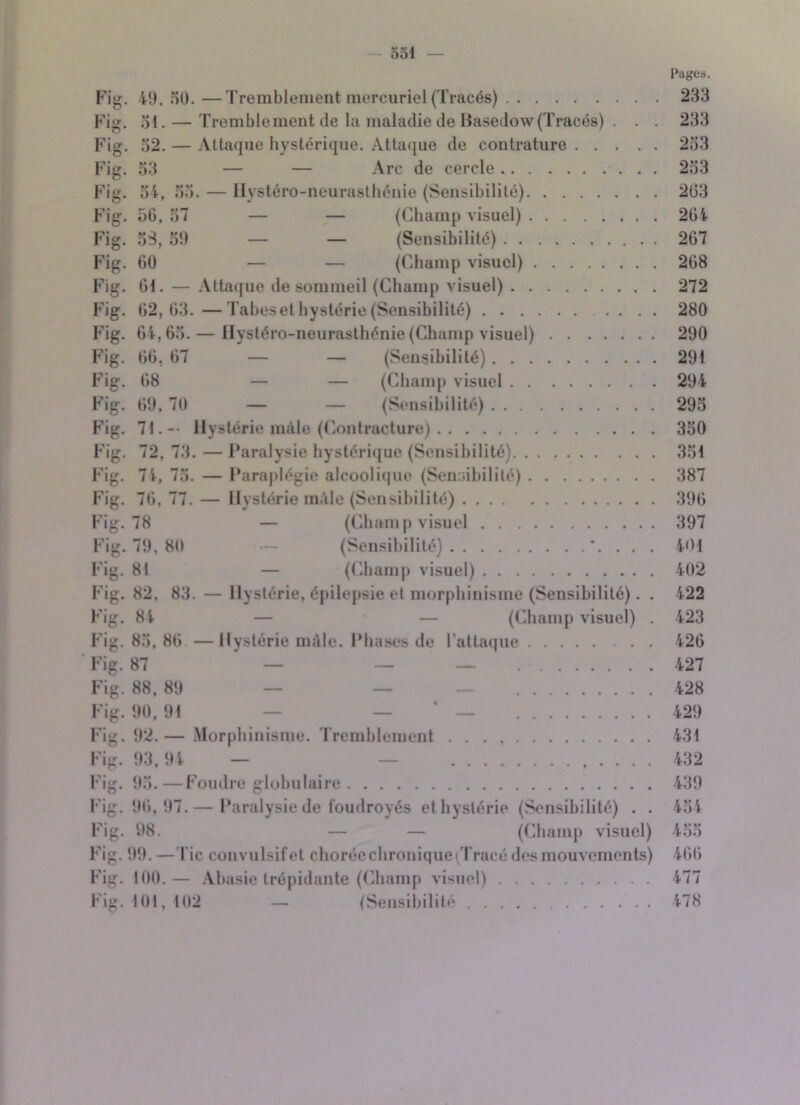 — 551 —
Pages.
Fig. 49. 50. — Tremblement mercuriel (Tracés) . . . . . . . . . 233
Fig. 51. — Tremblement de la maladie de Basedow (Tracés) . . . 233
Fig. 52. — Attaque hystérique. Attaque de contrature . . . . . 253
Fig. 53 — — Arc de cercle . . . . . . . . . . 253
Fig. 54, 55. — Hystéro-neurasthénie (Sensibilité). . . . . . . . 263
Fig. 56, 57 — — (Champ visuel) . . . . . . . . 264
Fig. 58, 59 — — (Sensibilité) . . . . . . . . . . 267
Fig. 60 — — (Champ visuel) . . . . . . . . 268
Fig. 61. — Attaque de sommeil (Champ visuel) . . . . . . . . . 272
Fig. 62, 63. — Tabes et hystérie (Sensibilité) . . . . . . . . . . 280
Fig. 64, 65. — Hystéro-neurasthénie (Champ visuel) . . . . . . . 290
Fig. 66, 67 — — (Sensibilité) . . . . . . . . . . 291
Fig. 68 — — (Champ visuel . . . . . . . . . 294
Fig. 69, 70 — — (Sensibilité) . . . . . . . . . . 295
Fig. 71. -- Hystérie mâle (Contracture) . . . . . . . . . . . . . 350
Fig. 72, 73. — Paralysie hystérique (Sensibilité). . . . . . . . . 351
Fig. 74, 75. — Paraplégie alcoolique (Sensibilité) . . . . . . . . 387
Fig. 76, 77. — Hystérie mâle (Sensibilité) . . . . . . . . . . . . 396
Fig. 78 — (Champ visuel . . . . . . . . . . . . 397
Fig. 79, 80 — (Sensibilité) . . . . . . . . . . . . . 401
Fig. 81 — (Champ visuel) . . . . . . . . . . . 402
Fig. 82, 83. — Hystérie, épilepsie et morphinisme (Sensibilité) . . 422
Fig. 84 — — (Champ visuel) . 423
Fig. 85, 86. — Hystérie mâle. Phases de l'attaque . . . . . . . . 426
Fig. 87 — — — . . . . . . . . 427
Fig. 88, 89 — — — . . . . . . . . . 428
Fig. 90, 91 — — — . . . . . . . . . 429
Fig. 92. — Morphinisme. Tremblement . . . . . . . . . . . . . . 431
Fig. 93, 94 — — . . . . . . . . . . . . . 432
Fig. 95. — Foudre globulaire . . . . . . . . . . . . . . . . . . 439
Fig. 96, 97. — Paralysie de foudroyés et hystérie (Sensibilité) . . 454
Fig. 98. — — (Champ visuel) 455
Fig. 99. — Tic convulsif et chorée chronique (Tracé des mouvements) 466
Fig. 100. — Abasie trépidante (Champ visuel) . . . . . . . . . . 477
Fig. 101, 102 — (Sensibilité . . . . . . . . . . . . 478